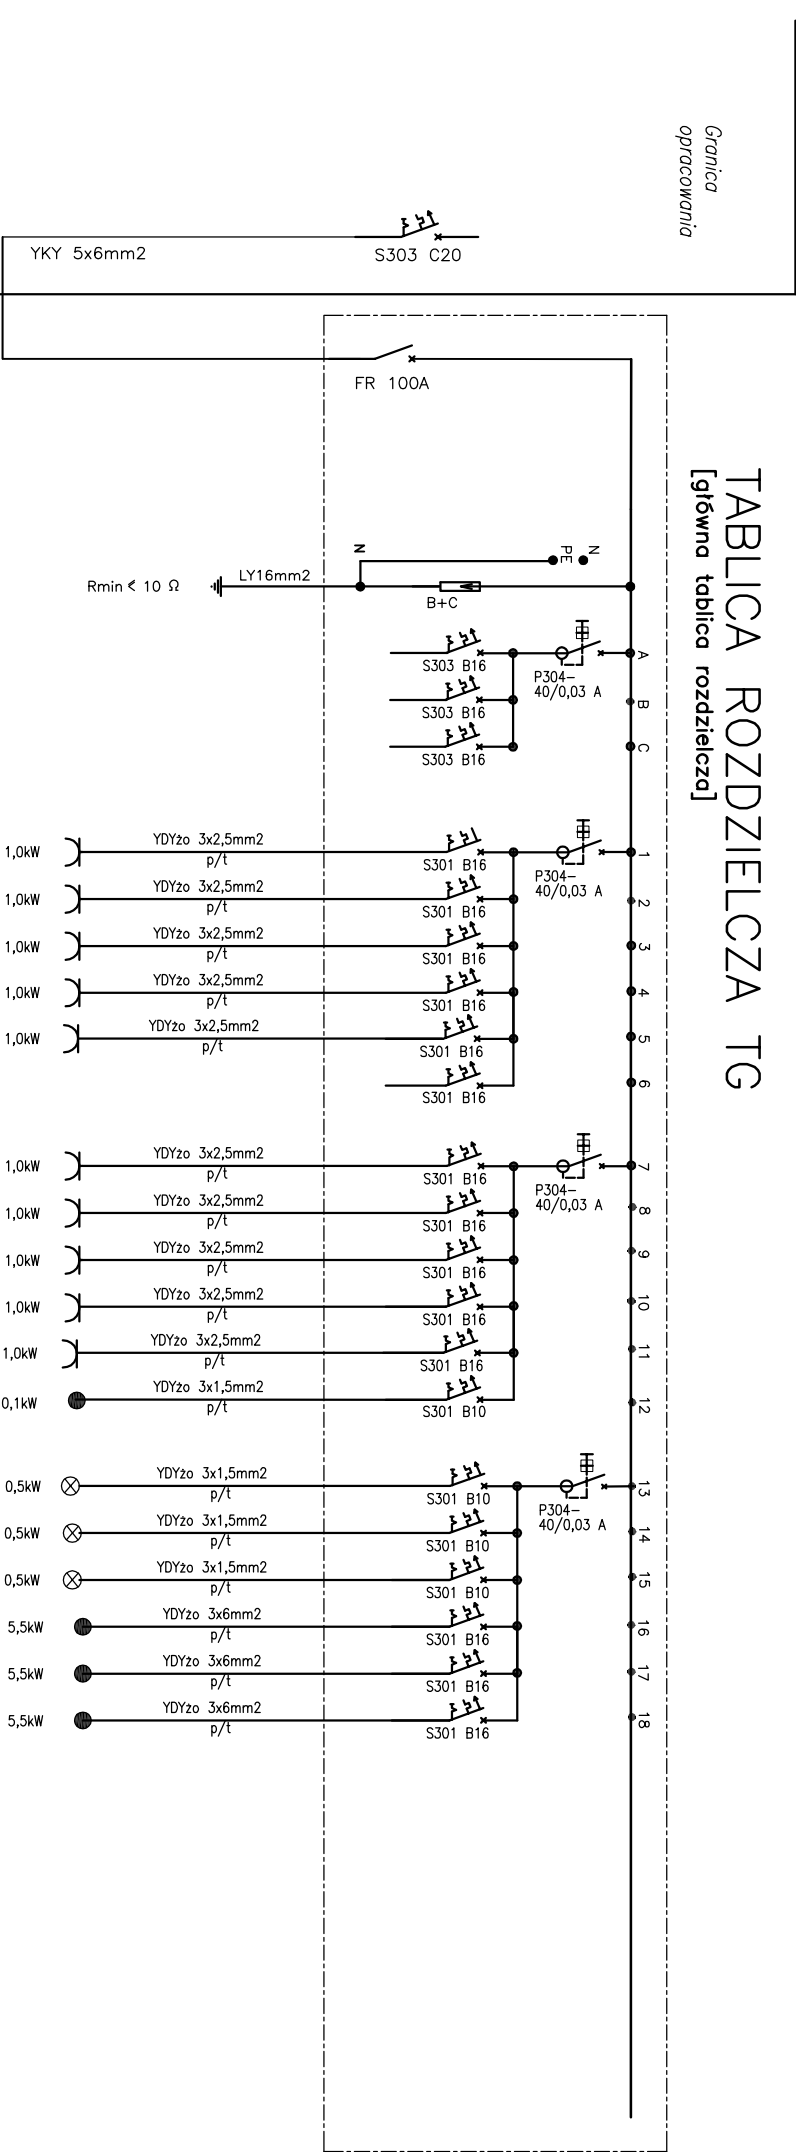 Granica
opracowania
YKY 5x6mm2
S303 C20
FR 100A
TABLICA ROZDZIELCZA TG
[główna tablica rozdzielcza]
N
N
PE
LY16mm2
Rmin < 10 Ω
B+C
A
S303 B16
P304-
40/0,03 A
B
S303 B16
C
S303 B16
1,0kW
YDYżo 3x2,5mm2
p/t
S301 B16
P304-
40/0,03 A
1
1,0kW
YDYżo 3x2,5mm2
p/t
S301 B16
2
1,0kW
YDYżo 3x2,5mm2
p/t
S301 B16
3
1,0kW
YDYżo 3x2,5mm2
p/t
S301 B16
4
1,0kW
YDYżo 3x2,5mm2
p/t
S301 B16
5
S301 B16
6
1,0kW
YDYżo 3x2,5mm2
p/t
S301 B16
P304-
40/0,03 A
7
1,0kW
YDYżo 3x2,5mm2
p/t
S301 B16
8
1,0kW
YDYżo 3x2,5mm2
p/t
S301 B16
9
1,0kW
YDYżo 3x2,5mm2
p/t
S301 B16
10
1,0kW
YDYżo 3x2,5mm2
p/t
S301 B16
11
0,1kW
YDYżo 3x1,5mm2
p/t
S301 B10
12
0,5kW
YDYżo 3x1,5mm2
p/t
S301 B10
P304-
40/0,03 A
13
0,5kW
YDYżo 3x1,5mm2
p/t
S301 B10
14
0,5kW
YDYżo 3x1,5mm2
p/t
S301 B10
15
5,5kW
YDYżo 3x6mm2
p/t
S301 B16
16
5,5kW
YDYżo 3x6mm2
p/t
S301 B16
17
5,5kW
YDYżo 3x6mm2
p/t
S301 B16
18